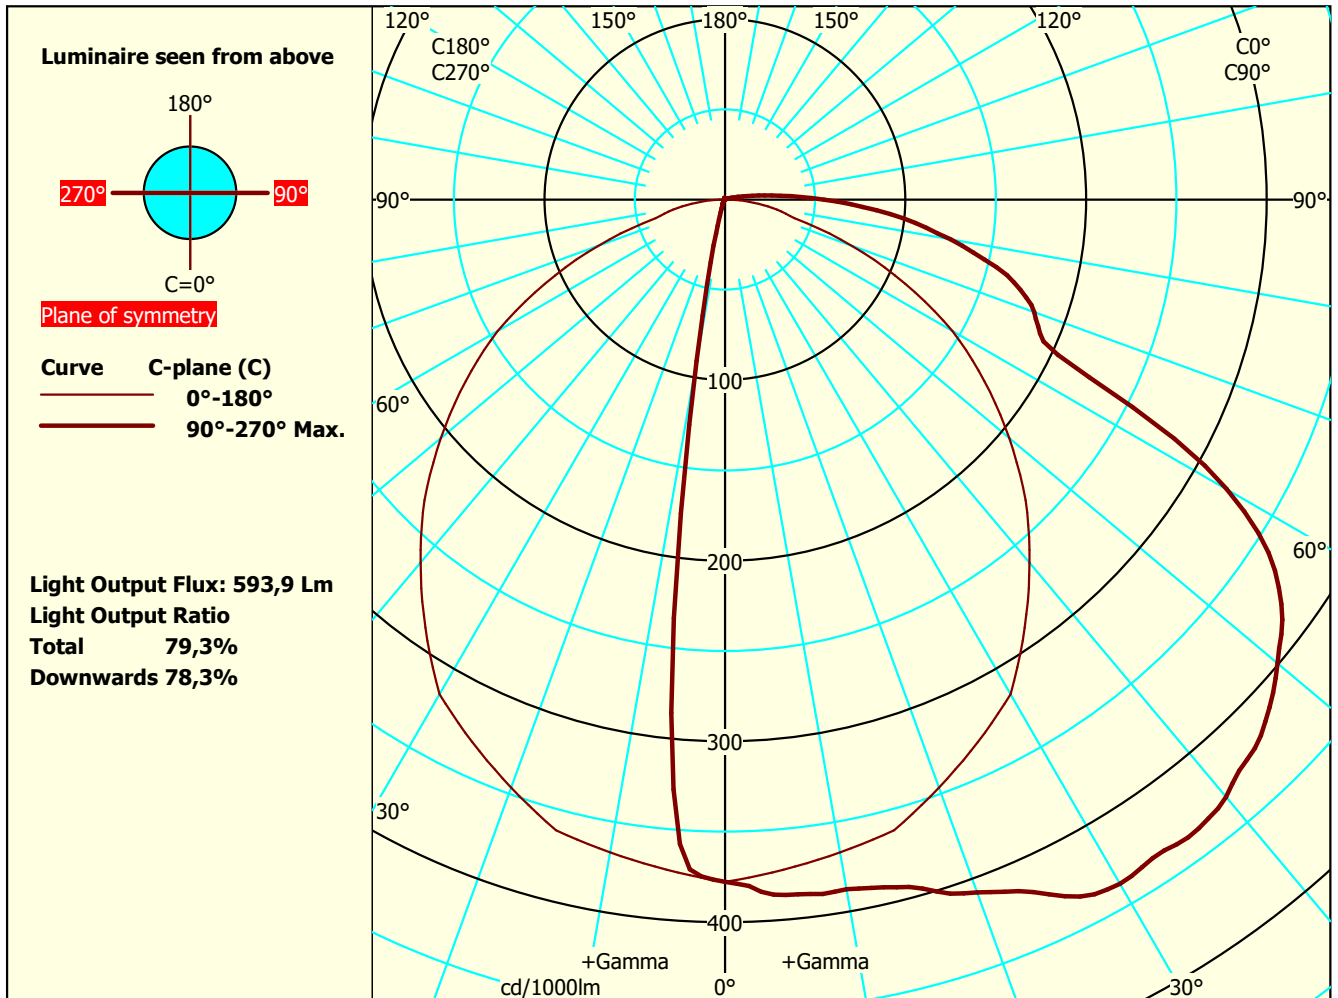 Luminaire seen from above
180°
270°
90°
C=0°
Plane of symmetry
Curve C-plane (C)
0°-180°
90°-270° Max.
Light Output Flux: 593,9 Lm
Light Output Ratio
Total 79,3%
Downwards 78,3%
120° 150° 180° 150° 120°
C180° C0°
C270° C90°
90° 90°
100
60°
200
60°
300
30°
400
+Gamma +Gamma
cd/1000lm 0° 30°